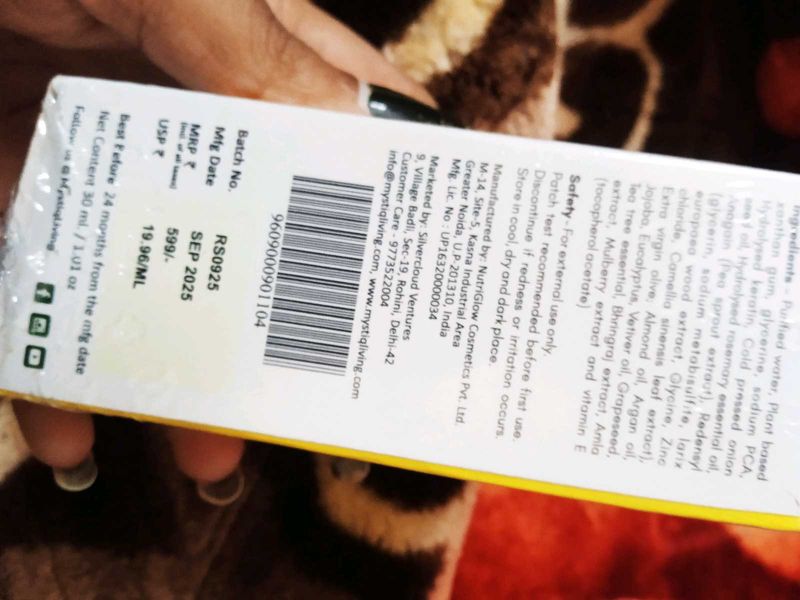 Ingredients - Purified water, Plant based
xanthan gum, glycerine, sodium PCA,
Hydrolysed keratin, Cold pressed onion
seed oil, Hydrolised rosemary essential oil,
Anagain (Pea sprout extraut), Redensyl
(glycerin, sodium metabisulfite, larix
europaea wood extract, Glycine, Zinc
chloride, Camella sinensis leaf extract),
Extra virgin olive, Almond oil, Argan oil,
Jojoba, Eucalyptus, Vetiver oil, Grapeseed,
Tea tree essential, Bhringraj extract, Amla
extract, Mulberry extract and vitamin E
(tocopherol acetate)
Safety - For external use only.
Patch test recommended before first use.
Discontinue if redness or irritation occurs.
Store in cool, dry and dark place.
Manufactured by: NutriGlow Cosmetics Pvt. Ltd.
M-14, Site-5, Kasna Industrial Area
Greater Noida, U.P-201310, India
Mfg. Lic. No : UP16320000034
Marketed by: Silvercloud Ventures
9, Village Badli, Sec-19, Rohini, Delhi-42
Customer Care - 9773522004
info@mystiqliving.com, www.mystiqliving.com
9609000901104
Batch No. RS0925
Mfg Date SEP 2025
MRP ₹ 599/-
(Incl. of all taxes)
USP ₹ 19.96/ML
Best Before 24 months from the mfg date
Net Content 30 ml / 1.01 oz
Follow us @MystiqLiving